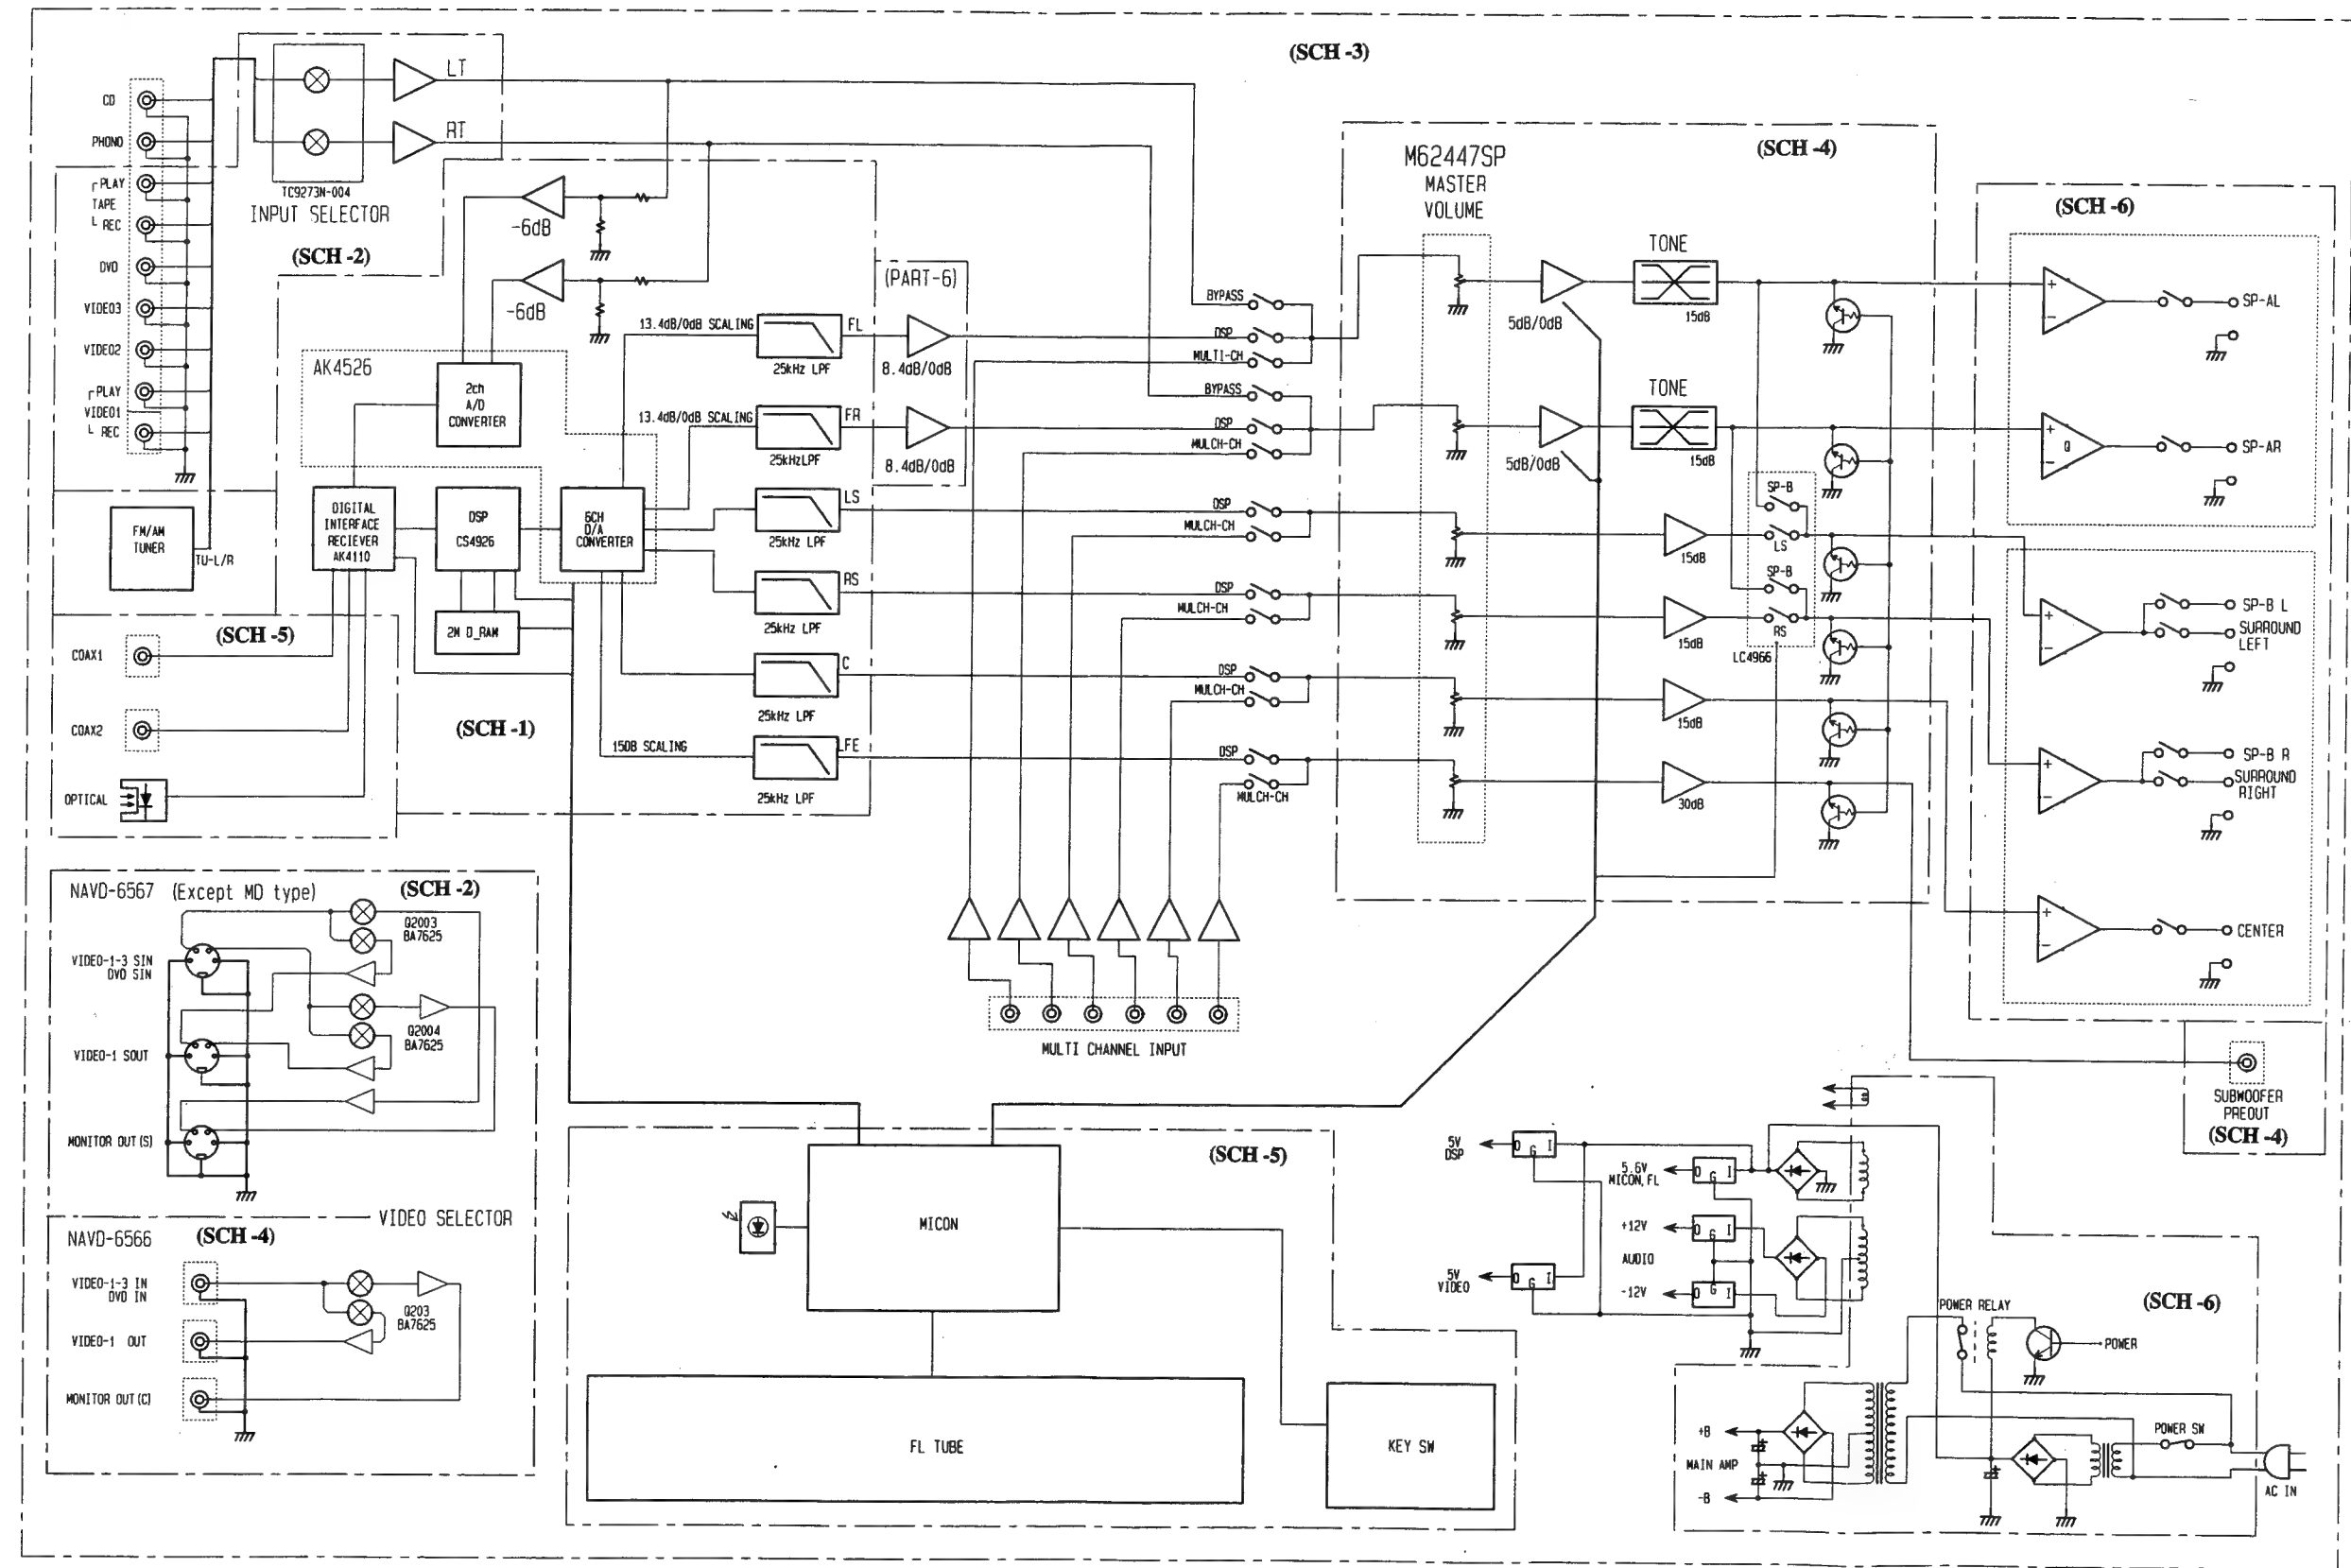 (SCH -3)
LT
RT
CD
PHONO
PLAY
TAPE
REC
DVD
VIDEO3
VIDEO2
PLAY
VIDEO1
REC
TC9273N-004
INPUT SELECTOR
(SCH -2)
-6dB
-6dB
AK4526
2ch
A/D
CONVERTER
13.4dB/0dB SCALING
FL
25kHz LPF
(PART-6)
8.4dB/0dB
13.4dB/0dB SCALING
FR
25kHzLPF
8.4dB/0dB
LS
25kHz LPF
RS
25kHz LPF
C
25kHz LPF
15DB SCALING
LFE
25kHz LPF
DIGITAL
INTERFACE
RECIEVER
AK4110
DSP
CS4926
6CH
D/A
CONVERTER
2M D_RAM
FM/AM
TUNER
TU-L/R
(SCH -5)
COAX1
COAX2
OPTICAL
(SCH -1)
BYPASS
DSP
MULTI-CH
BYPASS
DSP
MULCH-CH
DSP
MULCH-CH
DSP
MULCH-CH
DSP
MULCH-CH
DSP
MULCH-CH
M62447SP
MASTER
VOLUME
(SCH -4)
5dB/0dB
TONE
15dB
5dB/0dB
TONE
15dB
SP-B
LS
15dB
SP-B
RS
15dB
LC4966
15dB
30dB
(SCH -6)
+
-
SP-AL
+
-
Q
SP-AR
+
-
SP-B L
SURROUND
LEFT
+
-
SP-B R
SURROUND
RIGHT
+
-
CENTER
SUBWOOFER
PREOUT
(SCH -4)
MULTI CHANNEL INPUT
NAVD-6567 (Except MD type)
(SCH -2)
Q2003
BA7625
VIDEO-1-3 SIN
DVD SIN
Q2004
BA7625
VIDEO-1 SOUT
MONITOR OUT(S)
VIDEO SELECTOR
NAVD-6566
(SCH -4)
VIDEO-1-3 IN
DVD IN
Q203
BA7625
VIDEO-1 OUT
MONITOR OUT(C)
(SCH -5)
MICON
FL TUBE
KEY SW
5V
DSP
O G I
5.6V
MICON,FL
O G I
+12V
O G I
AUDIO
-12V
O G I
5V
VIDEO
O G I
(SCH -6)
POWER RELAY
POWER
POWER SW
+B
MAIN AMP
-B
AC IN